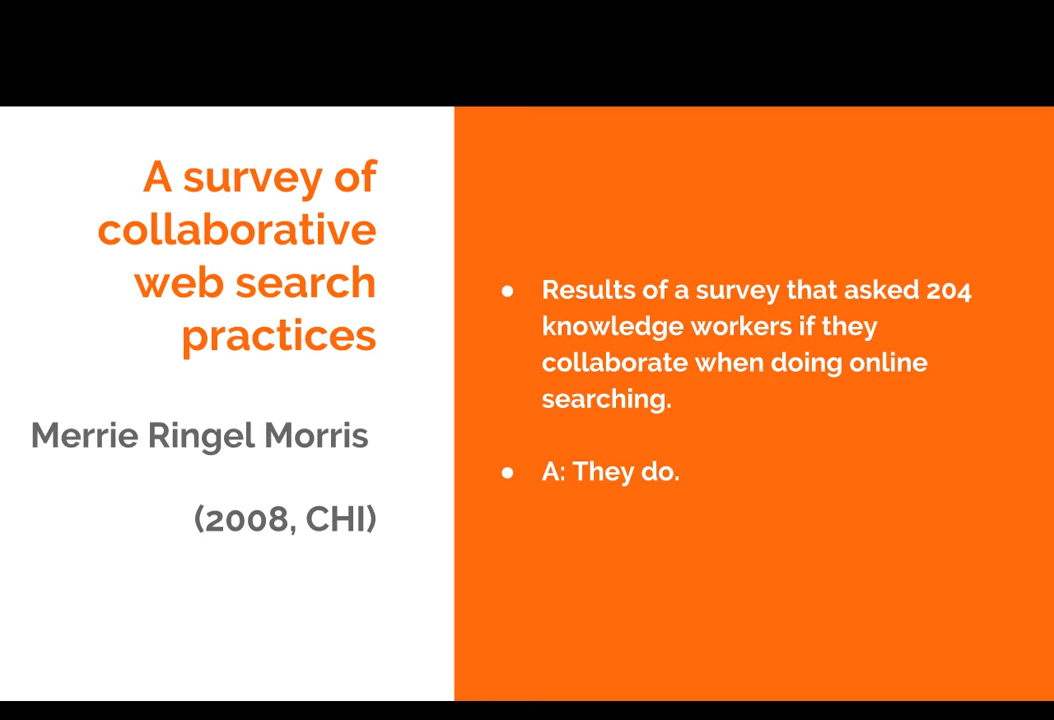 A survey of
collaborative
web search
practices
Merrie Ringel Morris
(2008, CHI)
● Results of a survey that asked 204
knowledge workers if they
collaborate when doing online
searching.
● A: They do.